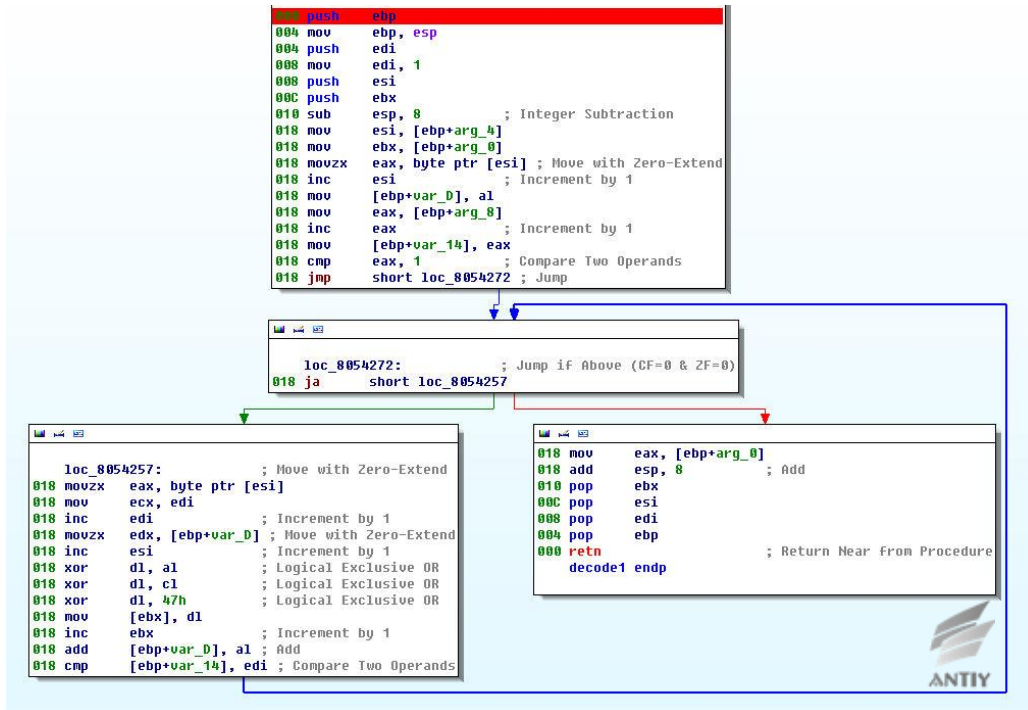 000 push ebp
004 mov ebp, esp
004 push edi
008 mov edi, 1
008 push esi
00C push ebx
010 sub esp, 8 ; Integer Subtraction
018 mov esi, [ebp+arg_4]
018 mov ebx, [ebp+arg_0]
018 movzx eax, byte ptr [esi] ; Move with Zero-Extend
018 inc esi ; Increment by 1
018 mov [ebp+var_D], al
018 mov eax, [ebp+arg_8]
018 inc eax ; Increment by 1
018 mov [ebp+var_14], eax
018 cmp eax, 1 ; Compare Two Operands
018 jmp short loc_8054272 ; Jump
loc_8054272: ; Jump if Above (CF=0 & ZF=0)
018 ja short loc_8054257
loc_8054257: ; Move with Zero-Extend
018 movzx eax, byte ptr [esi]
018 mov ecx, edi
018 inc edi ; Increment by 1
018 movzx edx, [ebp+var_D] ; Move with Zero-Extend
018 inc esi ; Increment by 1
018 xor dl, al ; Logical Exclusive OR
018 xor dl, cl ; Logical Exclusive OR
018 xor dl, 47h ; Logical Exclusive OR
018 mov [ebx], dl
018 inc ebx ; Increment by 1
018 add [ebp+var_D], al ; Add
018 cmp [ebp+var_14], edi ; Compare Two Operands
018 mov eax, [ebp+arg_0]
018 add esp, 8 ; Add
010 pop ebx
00C pop esi
008 pop edi
004 pop ebp
000 retn ; Return Near from Procedure
decode1 endp
ANTIY